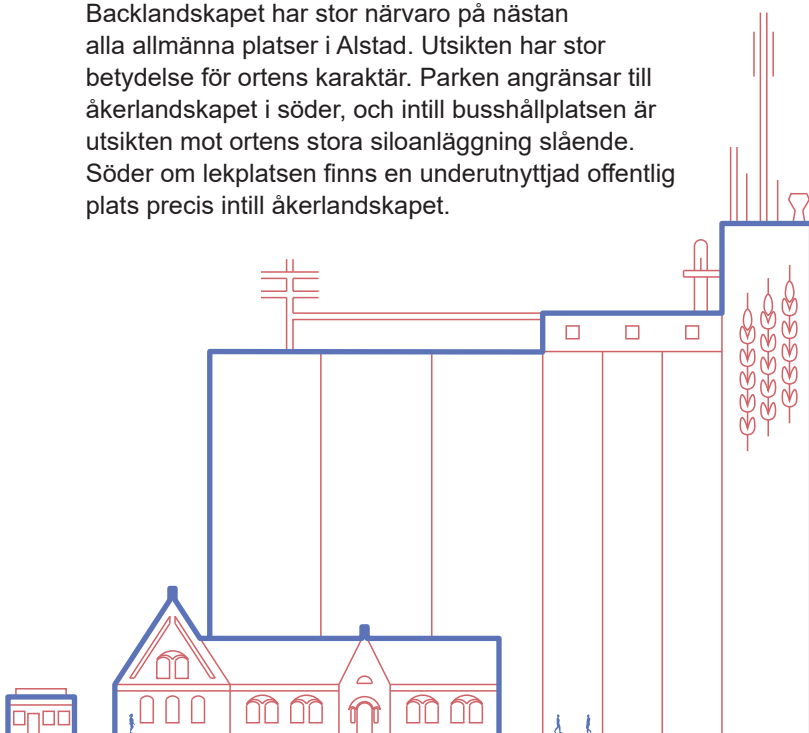 Backlandskapet har stor närvaro på nästan
alla allmänna platser i Alstad. Utsikten har stor
betydelse för ortens karaktär. Parken angränsar till
åkerlandskapet i söder, och intill busshållplatsen är
utsikten mot ortens stora siloanläggning slående.
Söder om lekplatsen finns en underutnyttjad offentlig
plats precis intill åkerlandskapet.